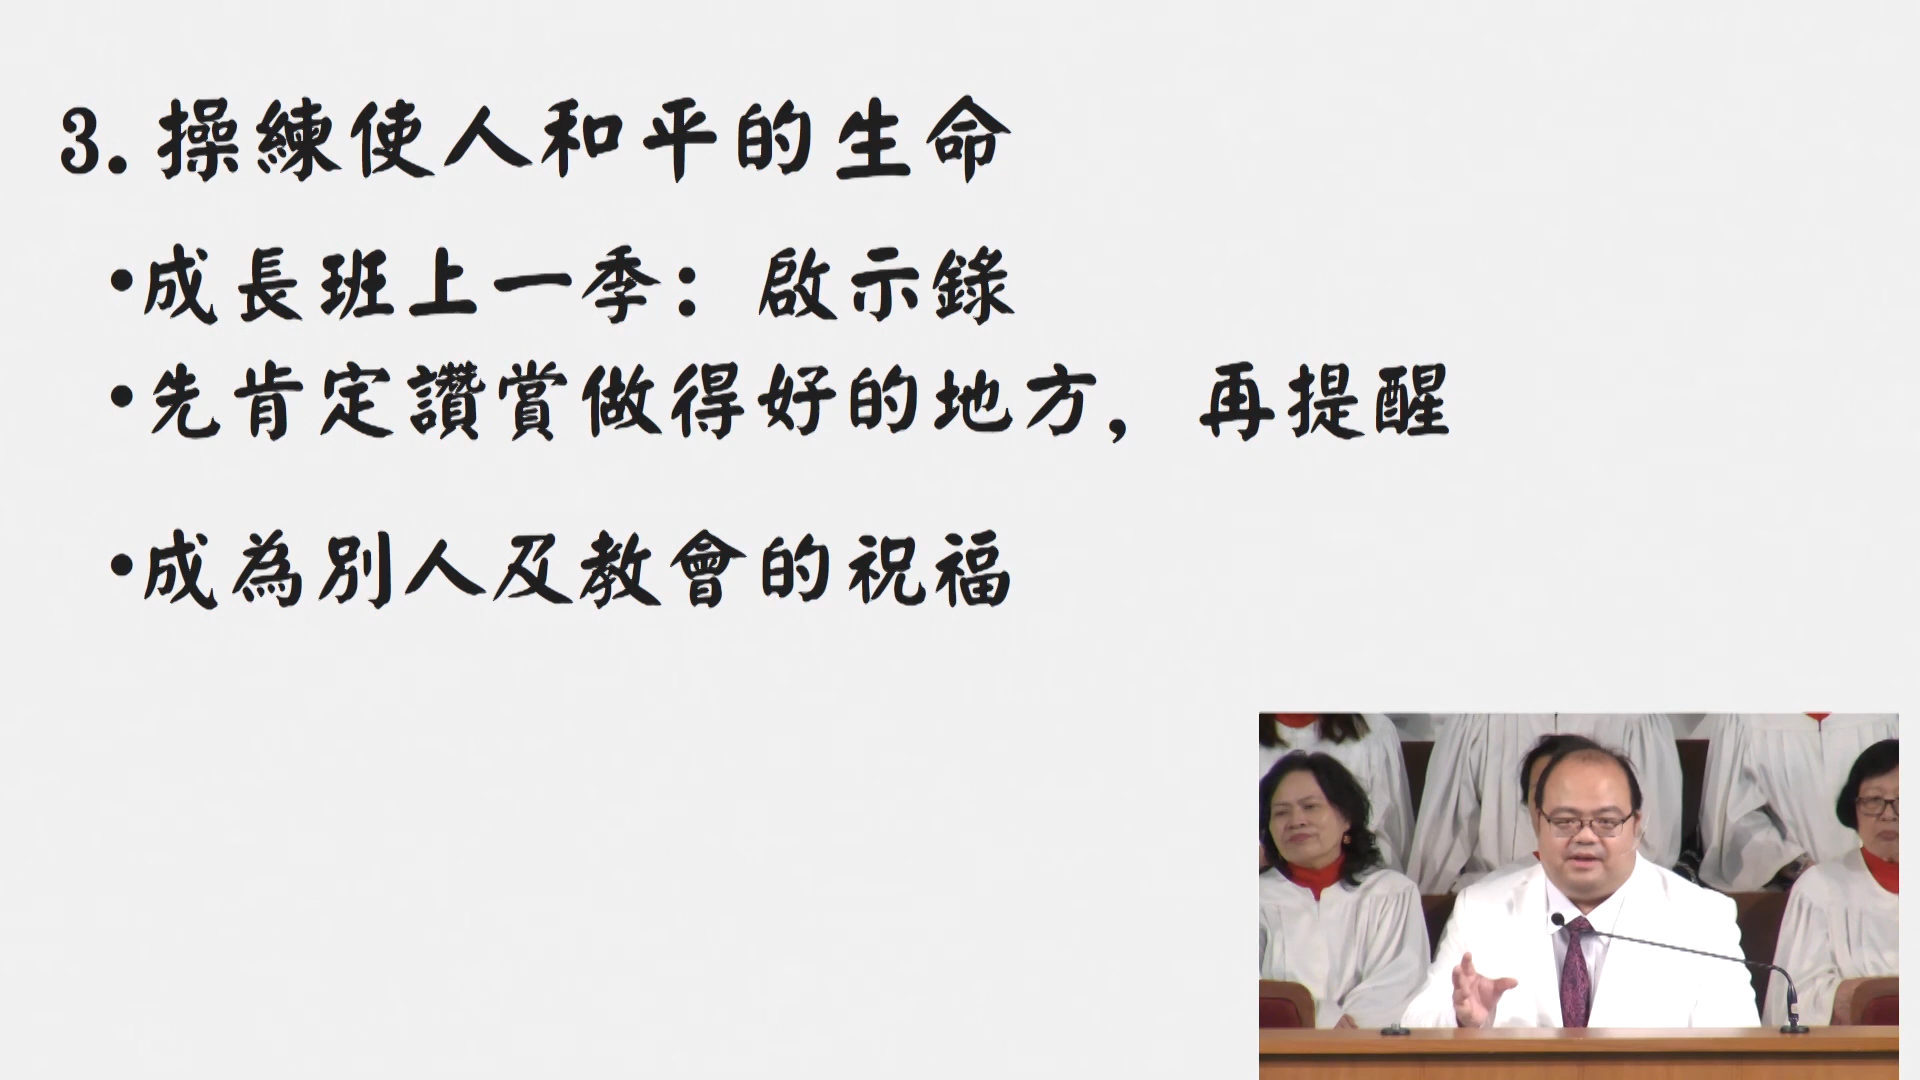 3. 操練使人和平的生命
•成長班上一季：啟示錄
•先肯定讚賞做得好的地方，再提醒
•成為別人及教會的祝福